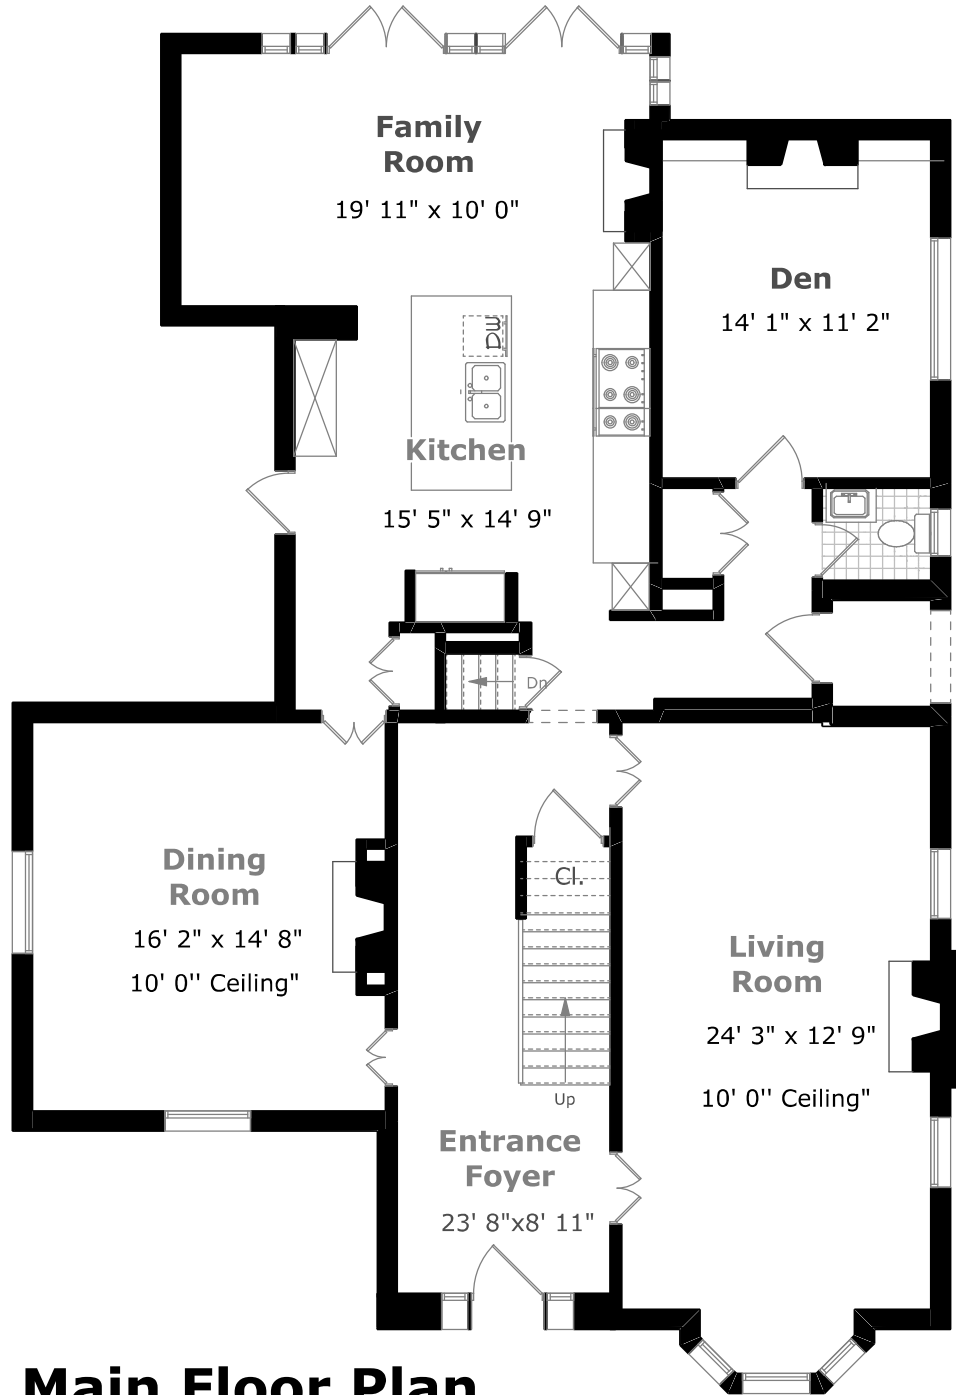 Family
Room
19' 11" x 10' 0"
Den
14' 1" x 11' 2"
DW
Kitchen
15' 5" x 14' 9"
Dn
Cl.
Dining
Room
16' 2" x 14' 8"
10' 0'' Ceiling"
Living
Room
24' 3" x 12' 9"
10' 0'' Ceiling"
Up
Entrance
Foyer
23' 8"x8' 11"
Main Floor Plan